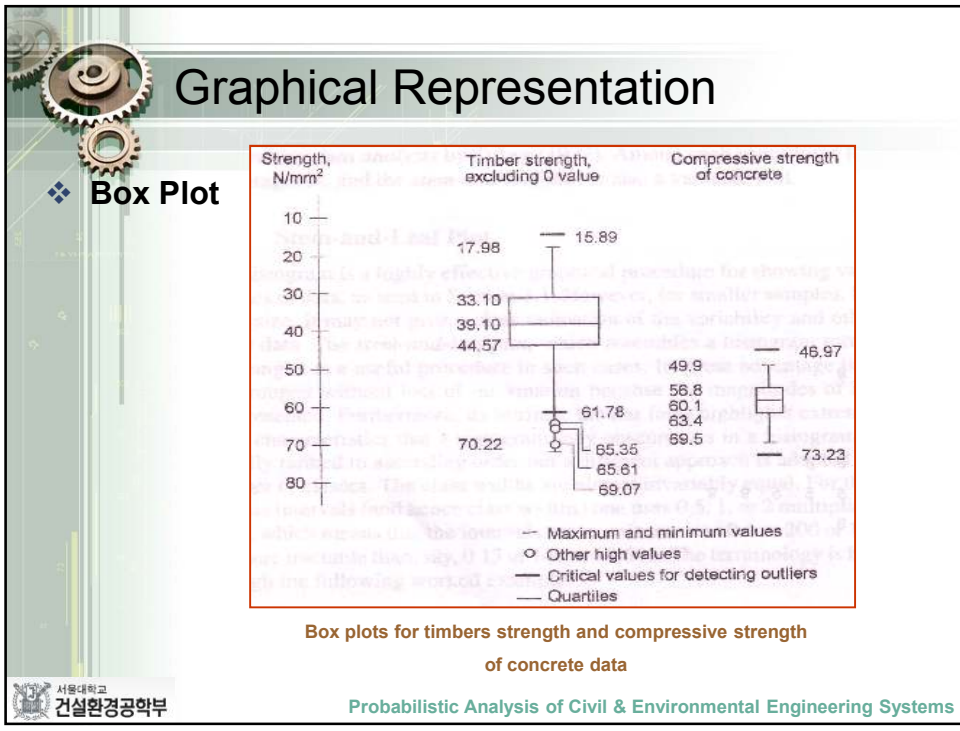 Graphical Representation
❖ Box Plot
Strength,
N/mm²
Timber strength,
excluding 0 value
Compressive strength
of concrete
10
20
30
40
50
60
70
80
17.98
15.89
33.10
39.10
44.57
61.78
70.22
65.35
65.61
69.07
46.97
49.9
56.8
60.1
63.4
69.5
73.23
Maximum and minimum values
Other high values
Critical values for detecting outliers
Quartiles
Box plots for timbers strength and compressive strength
of concrete data
서울대학교
건설환경공학부
Probabilistic Analysis of Civil & Environmental Engineering Systems